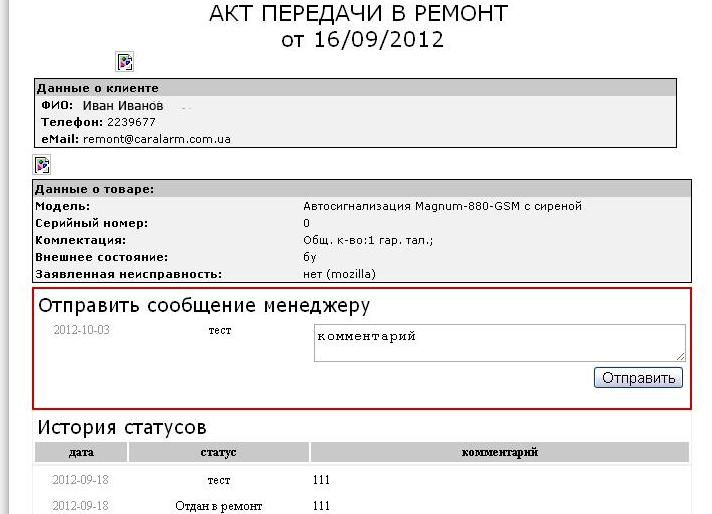 АКТ ПЕРЕДАЧИ В РЕМОНТ
от 16/09/2012
Данные о клиенте
ФИО: Иван Иванов
Телефон: 2239677
eMail: remont@caralarm.com.ua
Данные о товаре:
Модель: Автосигнализация Magnum-880-GSM с сиреной
Серийный номер: 0
Комлектация: Общ. к-во:1 гар. тал.;
Внешнее состояние: бу
Заявленная неисправность: нет (mozilla)
Отправить сообщение менеджеру
2012-10-03 тест комментарий
Отправить
История статусов
дата статус комментарий
2012-09-18 тест 111
2012-09-18 Отдан в ремонт 111